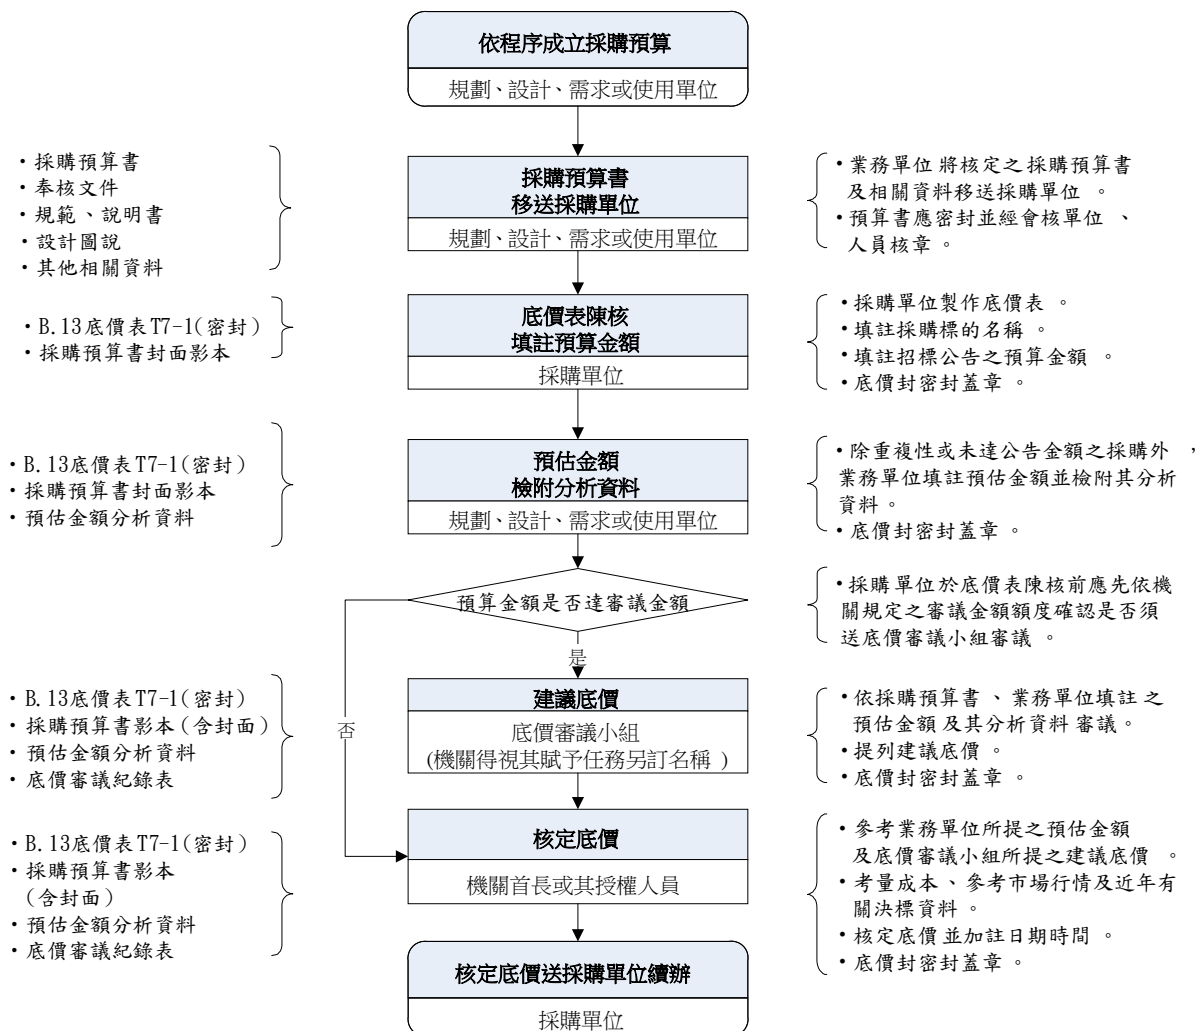 依程序成立採購預算
規劃、設計、需求或使用單位
・採購預算書
・奉核文件
・規範、說明書
・設計圖說
・其他相關資料
採購預算書
移送採購單位
規劃、設計、需求或使用單位
・業務單位將核定之採購預算書
及相關資料移送採購單位。
・預算書應密封並經會核單位、
人員核章。
・B.13底價表T7-1(密封)
・採購預算書封面影本
底價表陳核
填註預算金額
採購單位
・採購單位製作底價表。
・填註採購標的名稱。
・填註招標公告之預算金額。
・底價封密封蓋章。
・B.13底價表T7-1(密封)
・採購預算書封面影本
・預估金額分析資料
預估金額
檢附分析資料
規劃、設計、需求或使用單位
・除重複性或未達公告金額之採購外，
業務單位填註預估金額並檢附其分析
資料。
・底價封密封蓋章。
預算金額是否達審議金額
・採購單位於底價表陳核前應先依機
關規定之審議金額額度確認是否須
送底價審議小組審議。
是
否
・B.13底價表T7-1(密封)
・採購預算書影本(含封面)
・預估金額分析資料
・底價審議紀錄表
建議底價
底價審議小組
(機關得視其賦予任務另訂名稱)
・依採購預算書、業務單位填註之
預估金額及其分析資料審議。
・提列建議底價。
・底價封密封蓋章。
・B.13底價表T7-1(密封)
・採購預算書影本
(含封面)
・預估金額分析資料
・底價審議紀錄表
核定底價
機關首長或其授權人員
・參考業務單位所提之預估金額
及底價審議小組所提之建議底價。
・考量成本、參考市場行情及近年有
關決標資料。
・核定底價並加註日期時間。
・底價封密封蓋章。
核定底價送採購單位續辦
採購單位